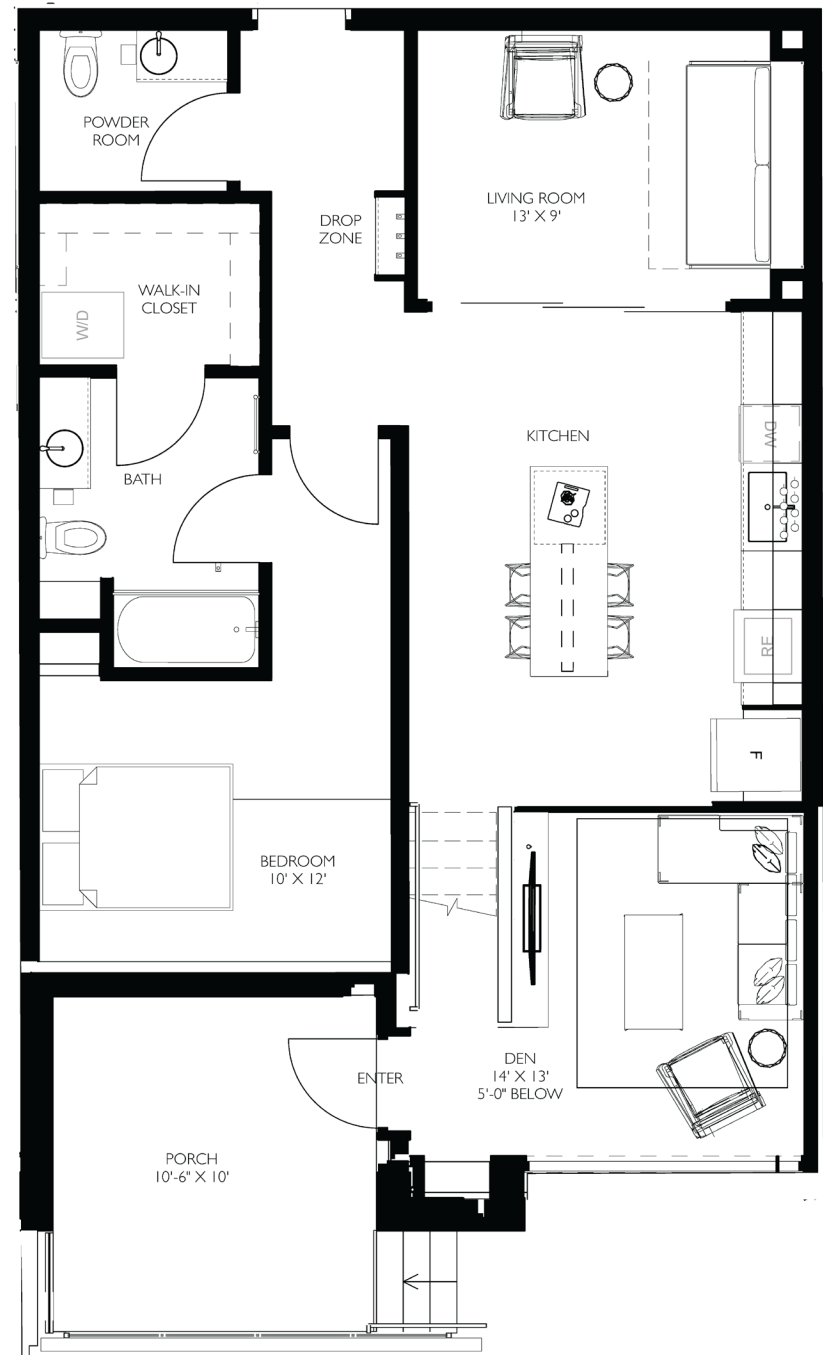 POWDER
ROOM
LIVING ROOM
13' X 9'
DROP
ZONE
WALK-IN
CLOSET
W/D
KITCHEN
DW
BATH
RE
F
BEDROOM
10' X 12'
DEN
14' X 13'
5'-0" BELOW
ENTER
PORCH
10'-6" X 10'